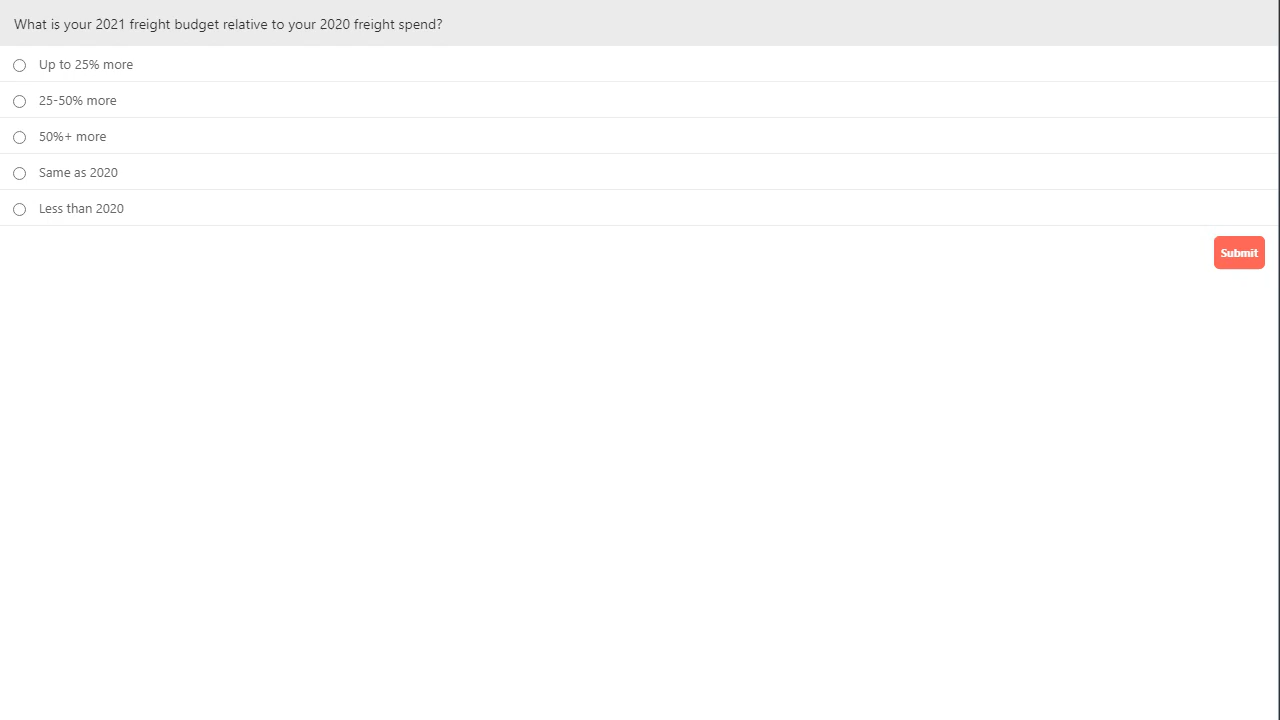 What is your 2021 freight budget relative to your 2020 freight spend?
Up to 25% more
25-50% more
50%+ more
Same as 2020
Less than 2020
Submit